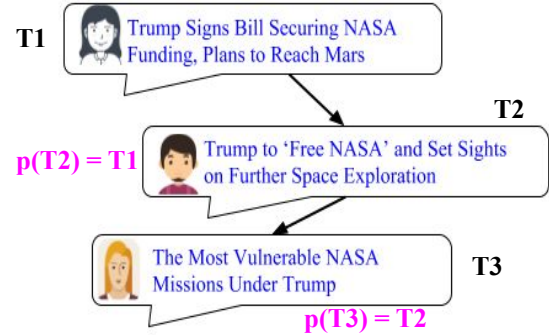 T1
Trump Signs Bill Securing NASA
Funding, Plans to Reach Mars
T2
p(T2) = T1
Trump to ‘Free NASA’ and Set Sights
on Further Space Exploration
The Most Vulnerable NASA
Missions Under Trump
T3
p(T3) = T2